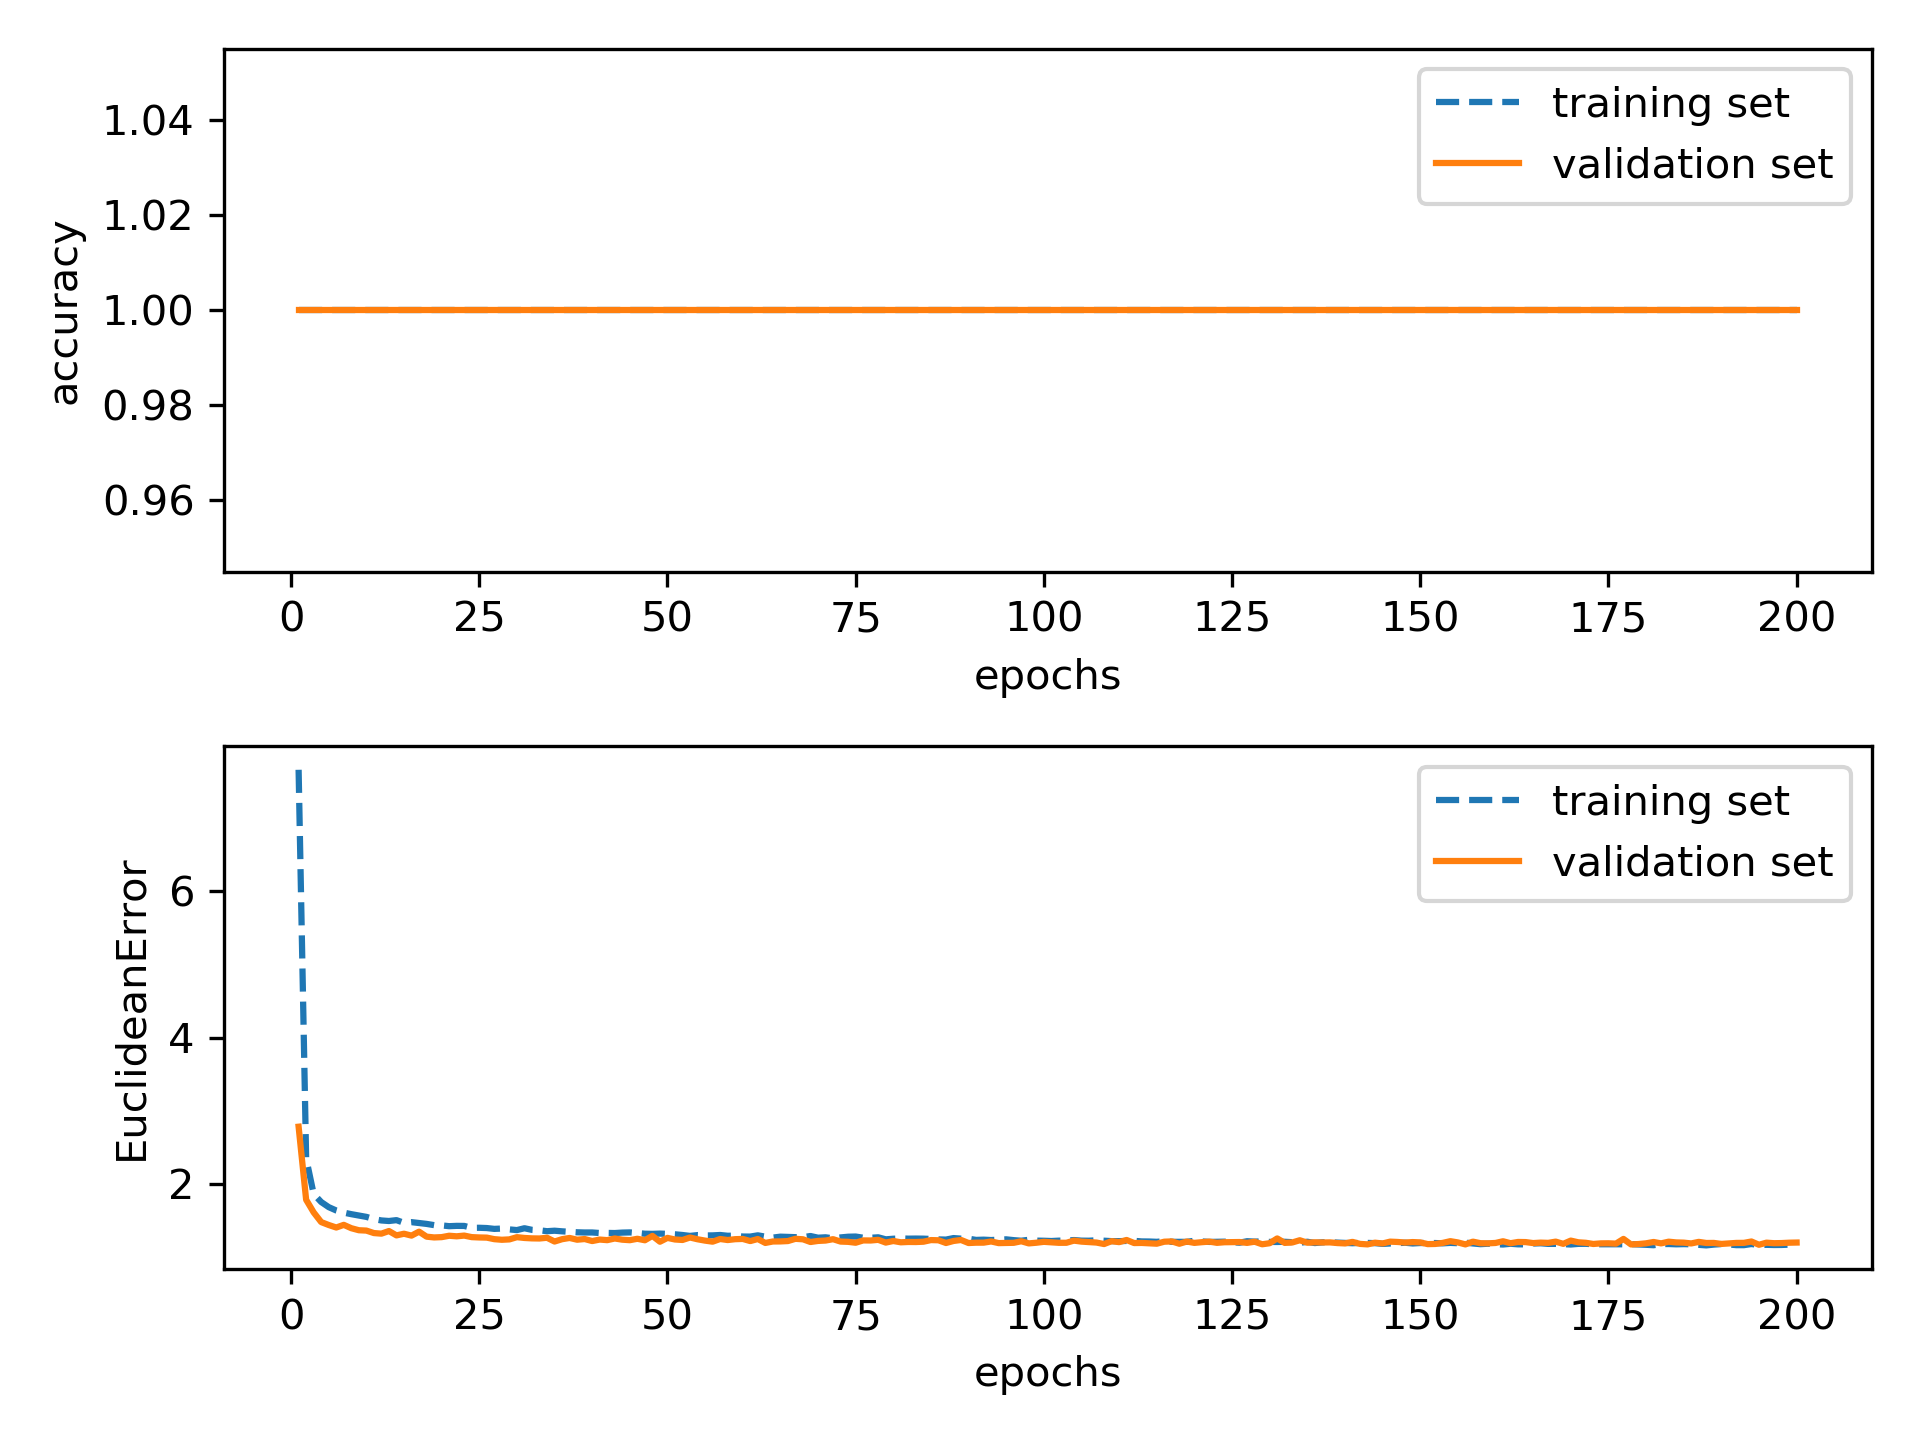 training set
validation set
1.04
1.02
1.00
0.98
0.96
accuracy
0 25 50 75 100 125 150 175 200
epochs
training set
validation set
6
4
2
EuclideanError
0 25 50 75 100 125 150 175 200
epochs